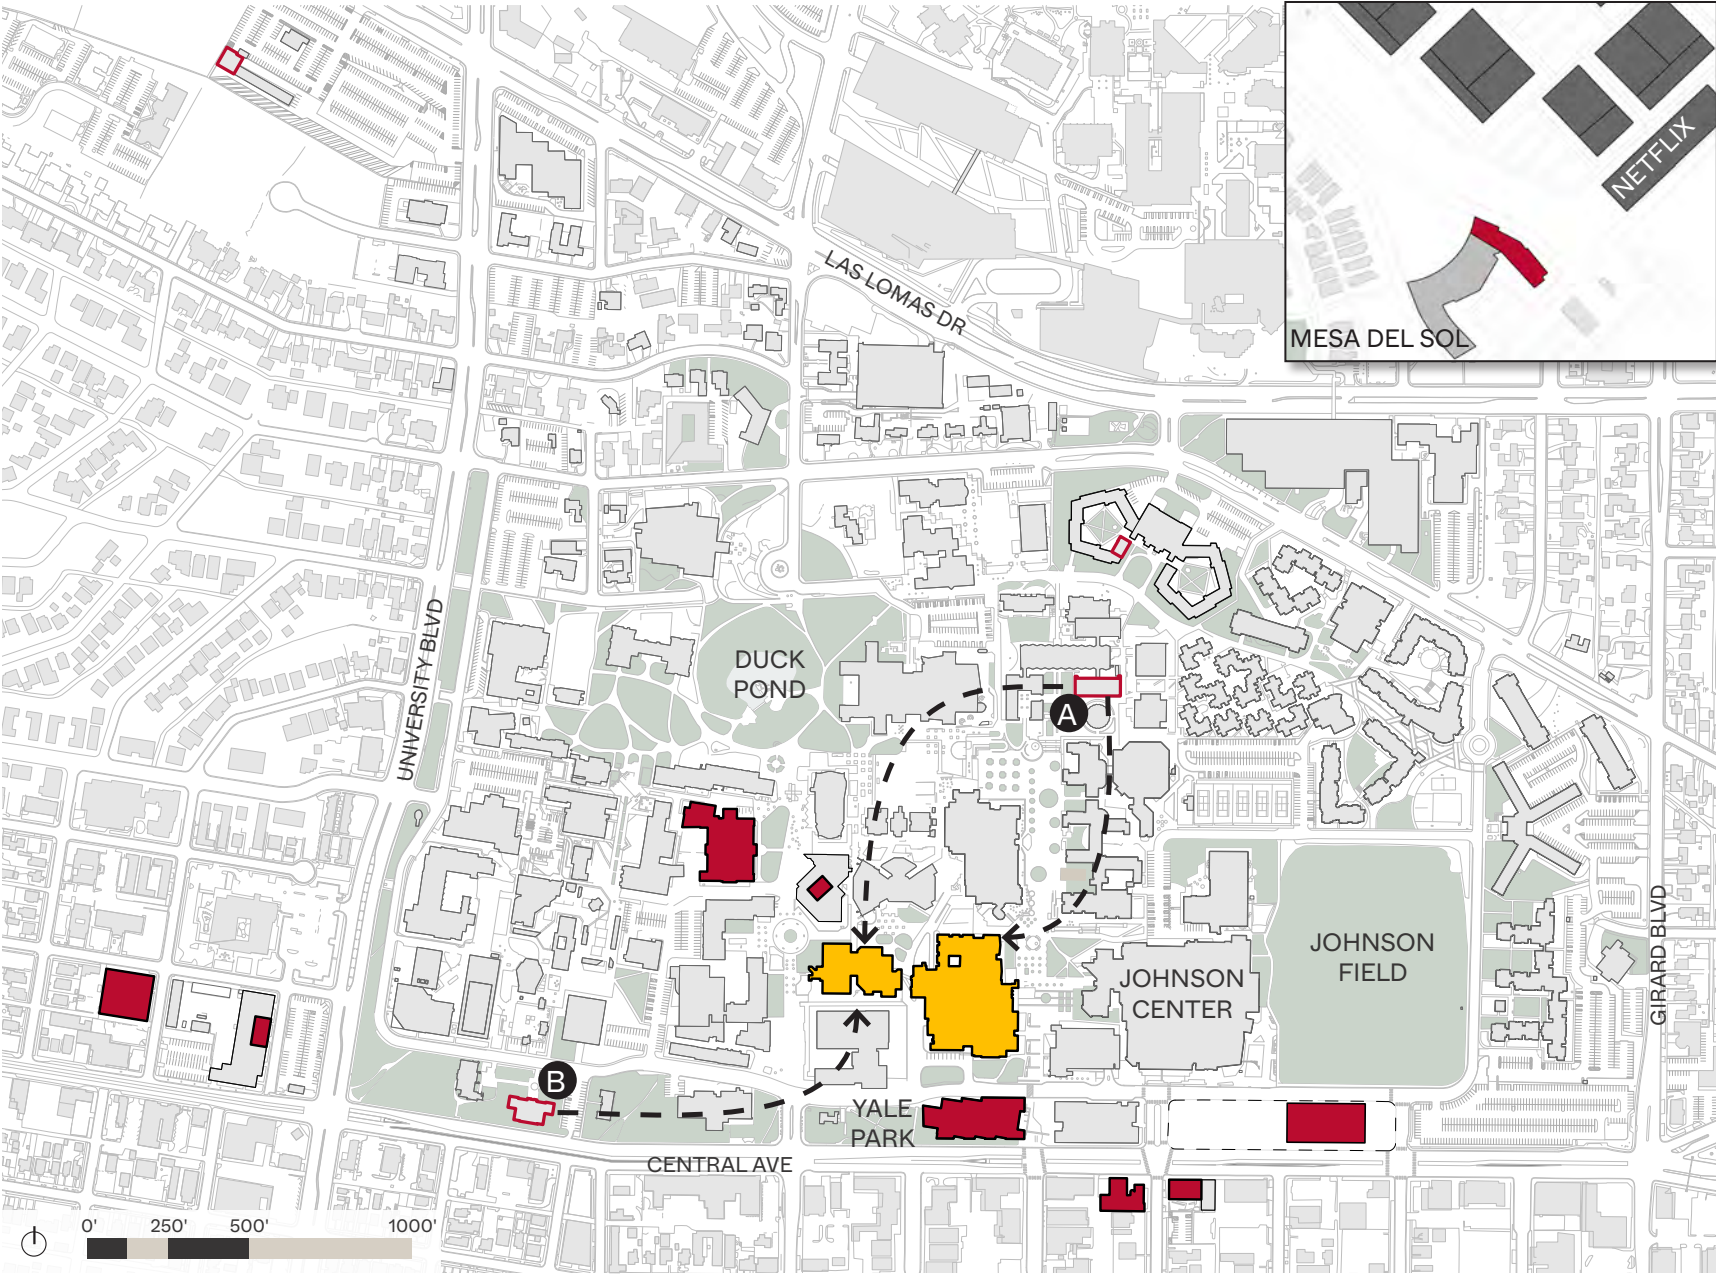 NETFLIX
MESA DEL SOL
LAS LOMAS DR
UNIVERSITY BLVD
DUCK
POND
A
JOHNSON
FIELD
JOHNSON
CENTER
GIRARD BLVD
B
YALE
PARK
CENTRAL AVE
0' 250' 500' 1000'